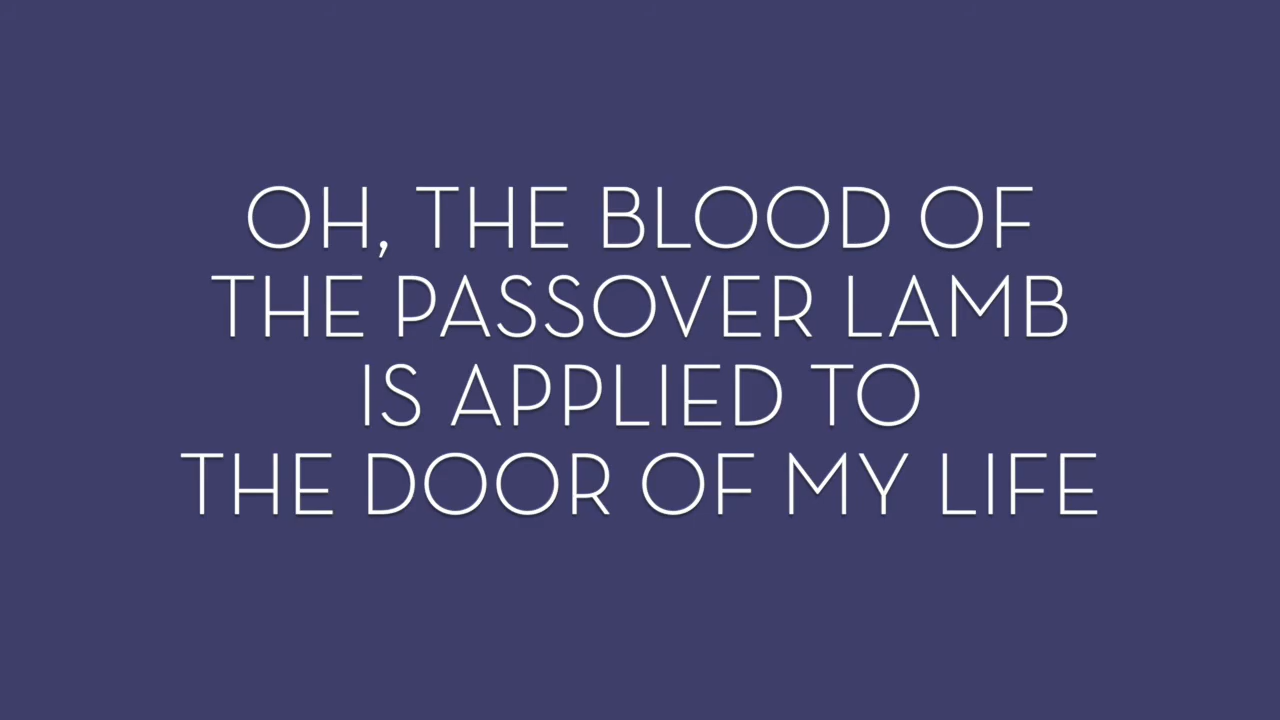 OH, THE BLOOD OF
THE PASSOVER LAMB
IS APPLIED TO
THE DOOR OF MY LIFE